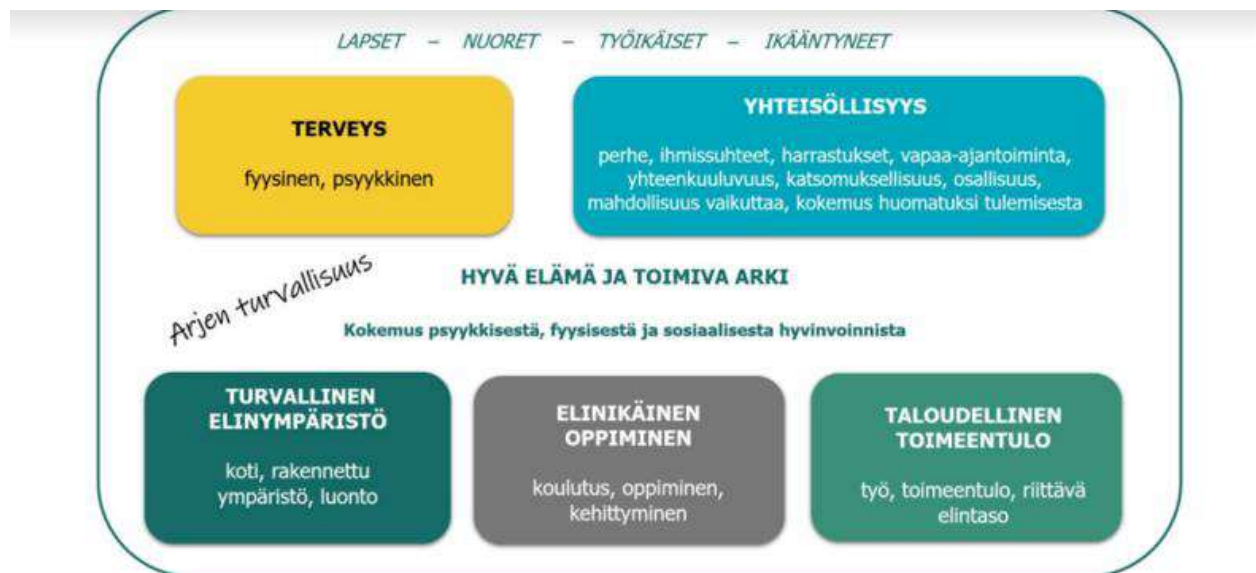 LAPSET – NUORET – TYÖIKÄISET – IKÄÄNTYNEET
TERVEYS
fyysinen, psyykkinen
YHTEISÖLLISYYS
perhe, ihmissuhteet, harrastukset, vapaa-ajantoiminta,
yhteenkuuluvuus, katsomuksellisuus, osallisuus,
mahdollisuus vaikuttaa, kokemus huomatuksi tulemisesta
Arjen turvallisuus
HYVÄ ELÄMÄ JA TOIMIVA ARKI
Kokemus psyykkisestä, fyysisestä ja sosiaalisesta hyvinvoinnista
TURVALLINEN
ELINYMPÄRISTÖ
koti, rakennettu
ympäristö, luonto
ELINIKÄINEN
OPPIMINEN
koulutus, oppiminen,
kehittyminen
TALOUDELLINEN
TOIMEENTULO
työ, toimeentulo, riittävä
elintaso